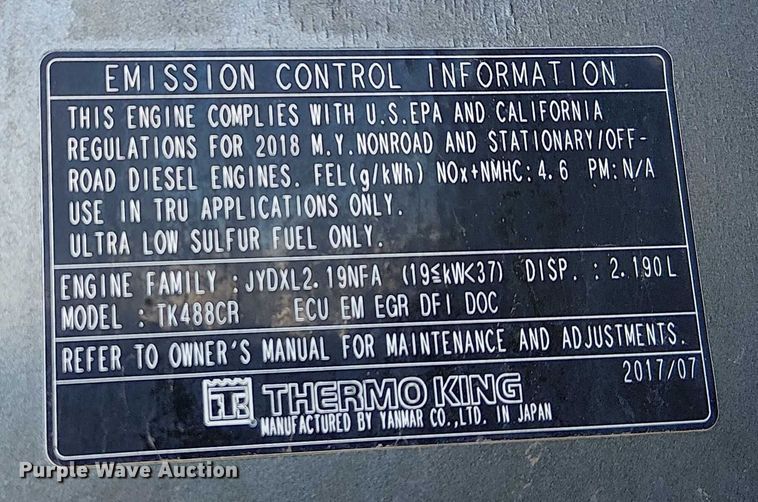 EMISSION CONTROL INFORMATION
THIS ENGINE COMPLIES WITH U.S.EPA AND CALIFORNIA
REGULATIONS FOR 2018 M.Y.NONROAD AND STATIONARY/OFF-
ROAD DIESEL ENGINES. FEL(g/kWh) NOx+NMHC:4.6 PM:N/A
USE IN TRU APPLICATIONS ONLY.
ULTRA LOW SULFUR FUEL ONLY.
ENGINE FAMILY : JYDXL2.19NFA (19≦kW<37) DISP. : 2.190L
MODEL : TK488CR ECU EM EGR DFI DOC
REFER TO OWNER'S MANUAL FOR MAINTENANCE AND ADJUSTMENTS.
2017/07
TK THERMO KING
MANUFACTURED BY YANMAR CO.,LTD. IN JAPAN
Purple Wave Auction